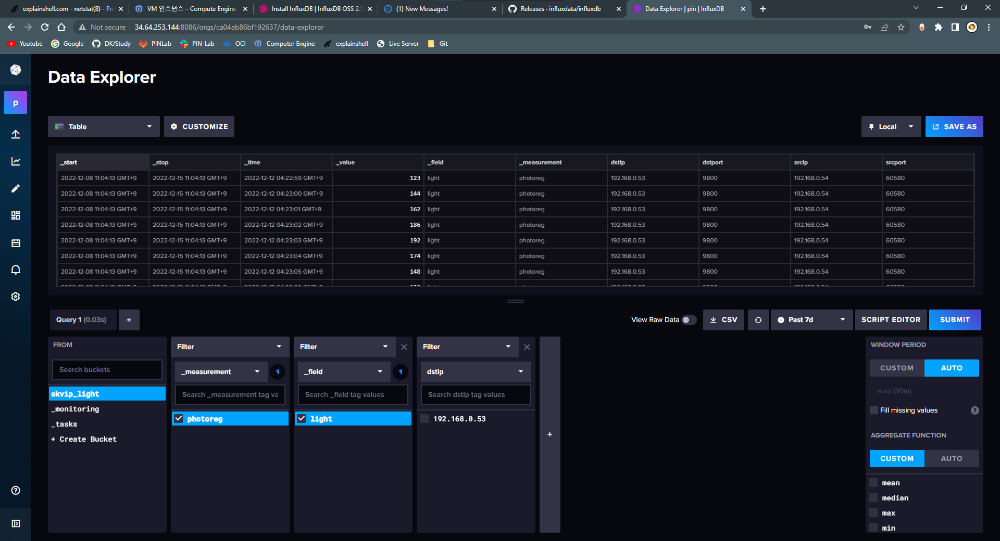 explainshell.com - netstat(8) - Pri
VM 인스턴스 – Compute Engine
Install InfluxDB | InfluxDB OSS 2.5
(1) New Messages!
Releases · influxdata/influxdb
Data Explorer | pin | InfluxDB
Not secure 34.64.253.144:8086/orgs/ca04eb86bf192637/data-explorer
Youtube Google DK/Study PINLab PIN-Lab OCI Computer Engine explainshell Live Server Git
Data Explorer
p
Table CUSTOMIZE Local SAVE AS
_start _stop _time _value _field _measurement dstip dstport srcip srcport
2022-12-08 11:04:13 GMT+9 2022-12-15 11:04:13 GMT+9 2022-12-12 04:22:59 GMT+9 123 light photoreg 192.168.0.53 9800 192.168.0.54 60580
2022-12-08 11:04:13 GMT+9 2022-12-15 11:04:13 GMT+9 2022-12-12 04:23:00 GMT+9 144 light photoreg 192.168.0.53 9800 192.168.0.54 60580
2022-12-08 11:04:13 GMT+9 2022-12-15 11:04:13 GMT+9 2022-12-12 04:23:01 GMT+9 162 light photoreg 192.168.0.53 9800 192.168.0.54 60580
2022-12-08 11:04:13 GMT+9 2022-12-15 11:04:13 GMT+9 2022-12-12 04:23:02 GMT+9 186 light photoreg 192.168.0.53 9800 192.168.0.54 60580
2022-12-08 11:04:13 GMT+9 2022-12-15 11:04:13 GMT+9 2022-12-12 04:23:03 GMT+9 192 light photoreg 192.168.0.53 9800 192.168.0.54 60580
2022-12-08 11:04:13 GMT+9 2022-12-15 11:04:13 GMT+9 2022-12-12 04:23:04 GMT+9 174 light photoreg 192.168.0.53 9800 192.168.0.54 60580
2022-12-08 11:04:13 GMT+9 2022-12-15 11:04:13 GMT+9 2022-12-12 04:23:05 GMT+9 148 light photoreg 192.168.0.53 9800 192.168.0.54 60580
Query 1 (0.03s) + View Raw Data CSV Past 7d SCRIPT EDITOR SUBMIT
FROM
Search buckets
skvip_light
_monitoring
_tasks
+ Create Bucket
Filter
_measurement 1
Search _measurement tag va
photoreg
Filter
_field 1
Search _field tag values
light
Filter
dstip
Search dstip tag values
192.168.0.53
+
WINDOW PERIOD
CUSTOM AUTO
auto (30m)
Fill missing values ?
AGGREGATE FUNCTION
CUSTOM AUTO
mean
median
max
min